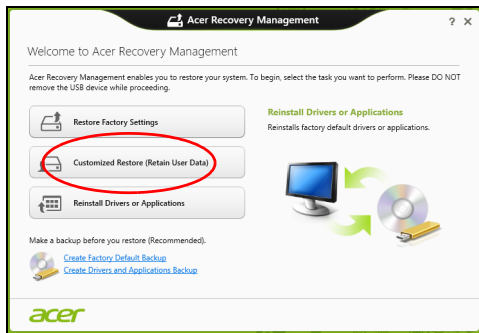 Acer Recovery Management
? X
Welcome to Acer Recovery Management
Acer Recovery Management enables you to restore your system. To begin, select the task you want to perform. Please DO NOT
remove the USB device while proceeding.
Restore Factory Settings
Customized Restore (Retain User Data)
Reinstall Drivers or Applications
Reinstall Drivers or Applications
Reinstalls factory default drivers or applications.
Make a backup before you restore (Recommended).
Create Factory Default Backup
Create Drivers and Applications Backup
acer